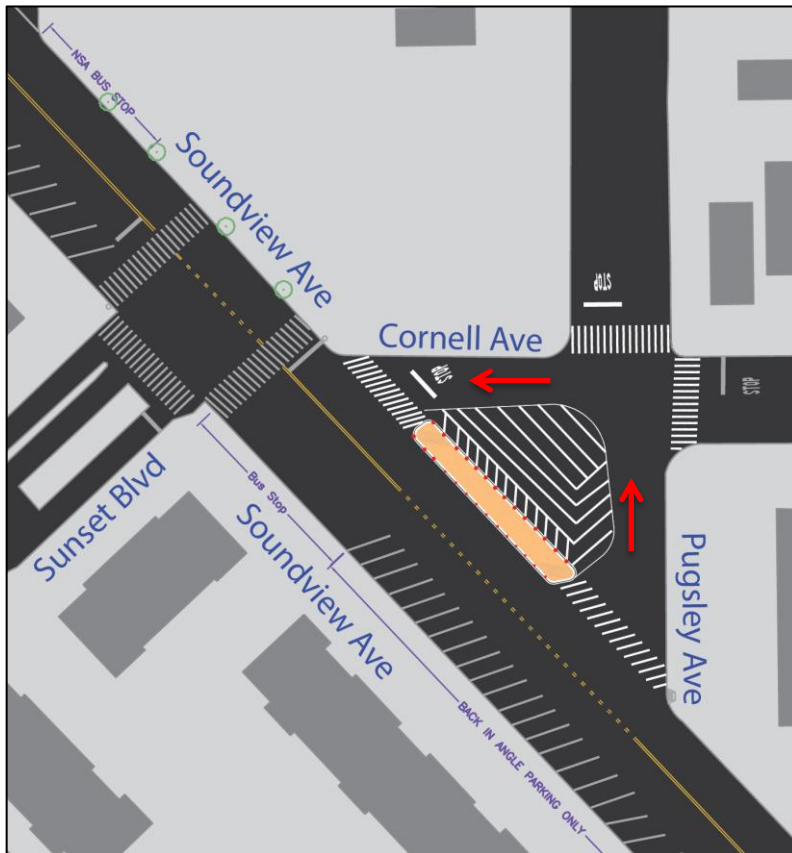 NSA BUS STOP
Soundview Ave
STOP
Cornell Ave
STOP
STOP
Sunset Blvd
Bus Stop
Soundview Ave
Pugsley Ave
BACK IN ANGLE PARKING ONLY